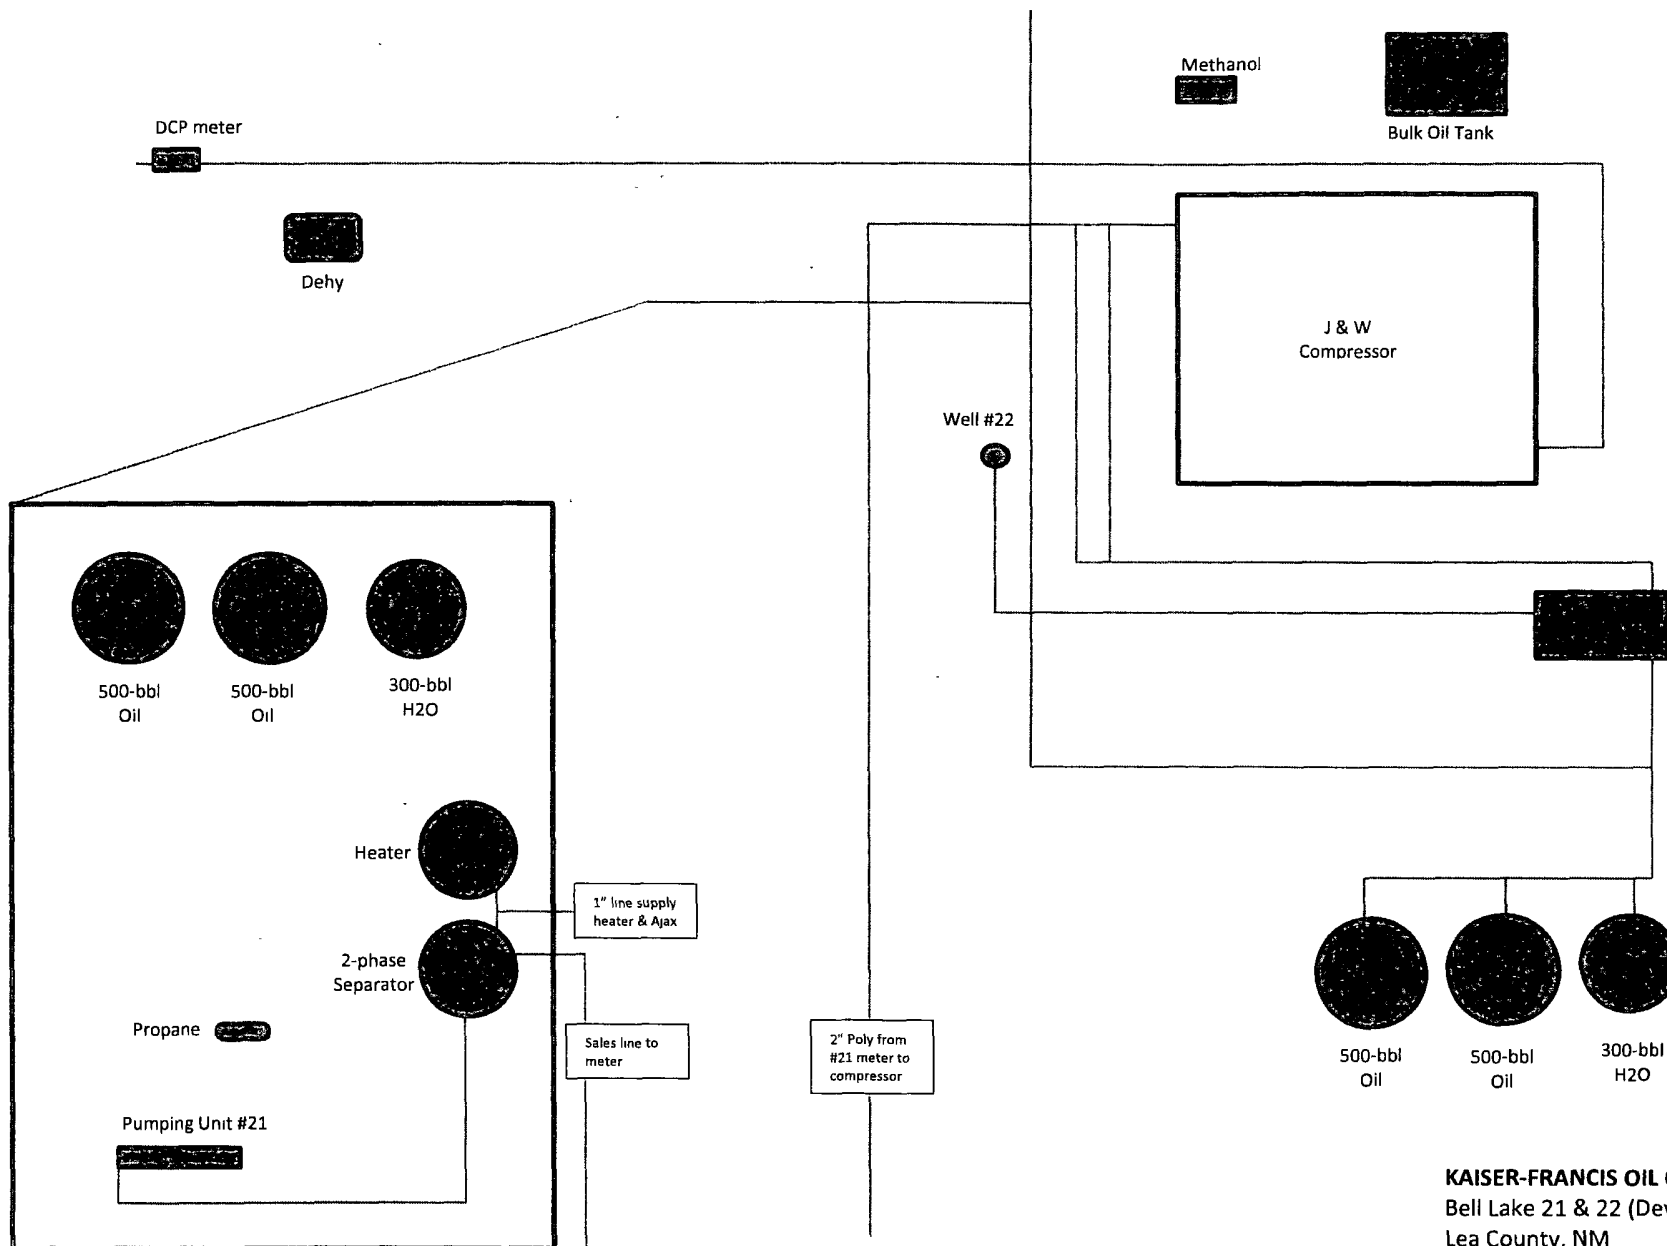 Methanol
Bulk Oil Tank
DCP meter
Dehy
J & W
Compressor
Well #22
500-bbl
Oil
500-bbl
Oil
300-bbl
H2O
Heater
1" line supply
heater & Ajax
2-phase
Separator
Propane
Sales line to
meter
2" Poly from
#21 meter to
compressor
500-bbl
Oil
500-bbl
Oil
300-bbl
H2O
Pumping Unit #21
KAISER-FRANCIS OIL
Bell Lake 21 & 22 (Dev
Lea County, NM